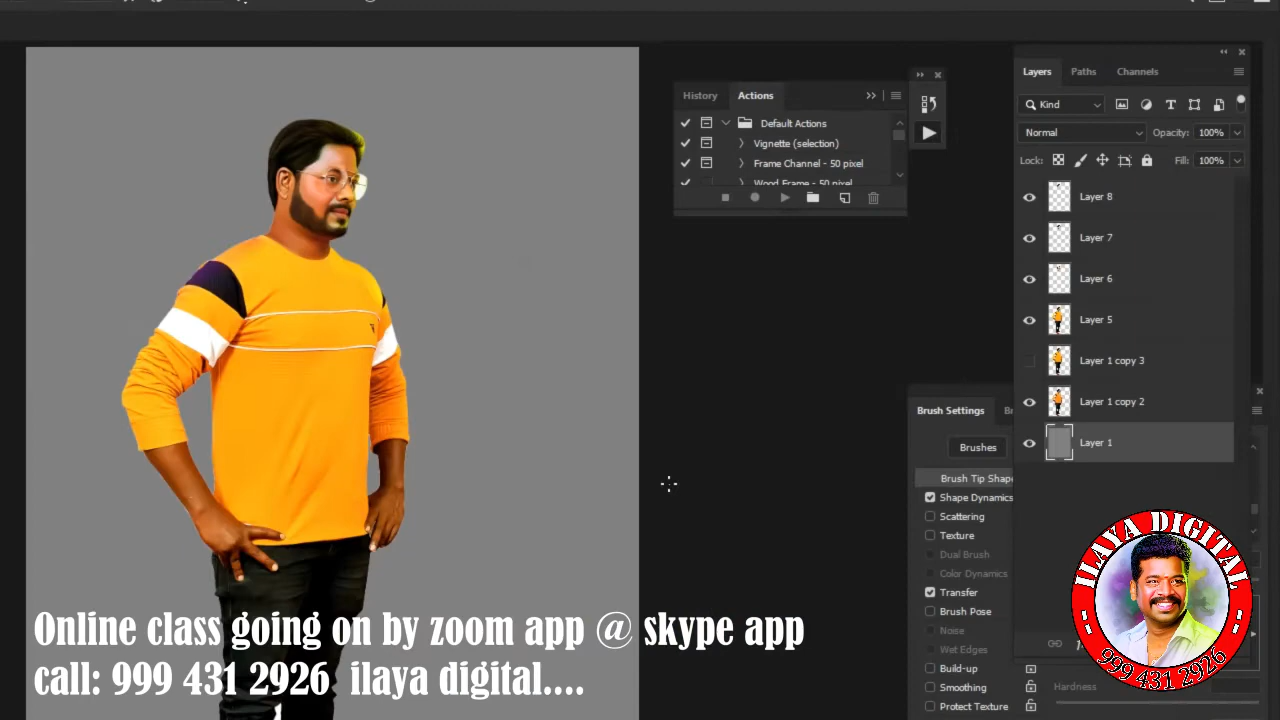 Layers Paths Channels
History Actions
Kind
Default Actions
Normal Opacity: 100%
Vignette (selection)
Lock: Fill: 100%
Frame Channel - 50 pixel
Wood Frame - 50 pixel
Layer 8
Layer 7
Layer 6
Layer 5
Layer 1 copy 3
Layer 1 copy 2
Layer 1
Brush Settings
Brushes
Brush Tip Shape
Shape Dynamics
Scattering
Texture
Dual Brush
Color Dynamics
Transfer
Brush Pose
Noise
Wet Edges
Build-up
Smoothing
Protect Texture
Hardness
Online class going on by zoom app @ skype app
call: 999 431 2926 ilaya digital....
ILAYA DIGITAL
999 431 2926